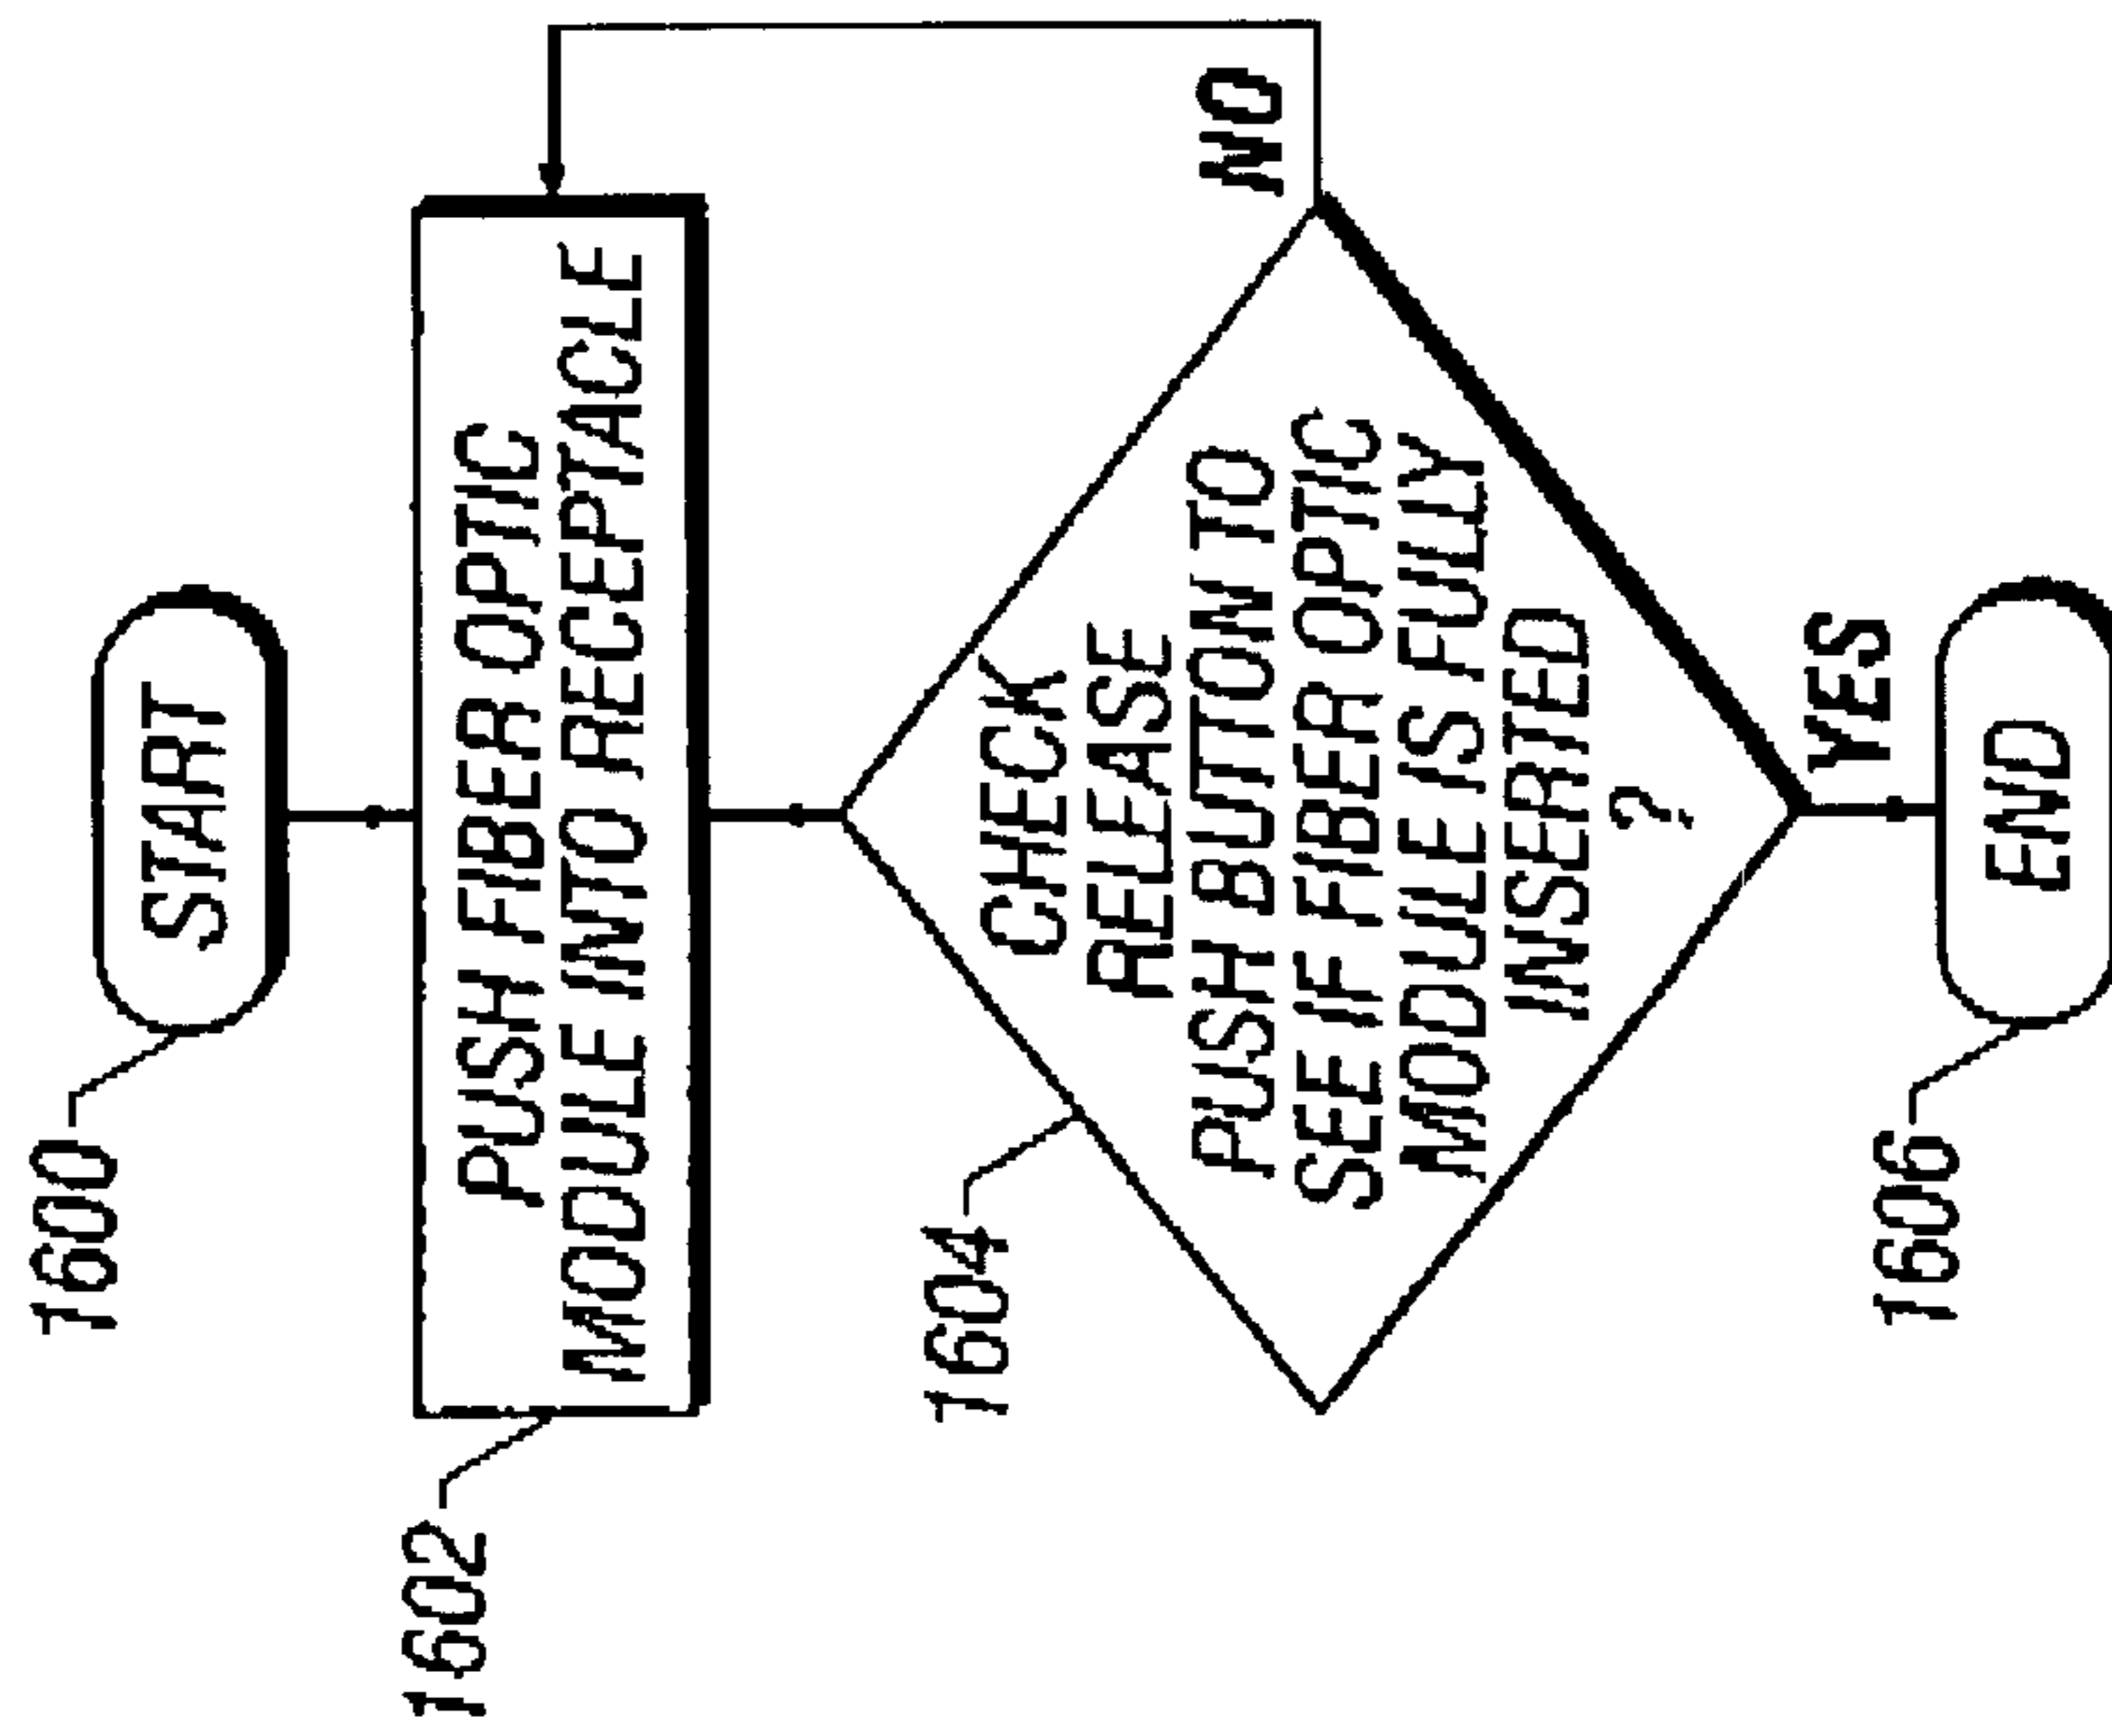 1600
START
1602
PUSH FIBER OPTIC
MODULE INTO RECEPTACLE
1604
CHECK
RELEASE
PUSH BUTTON TO
SEE IF FIBER OPTIC
MODULE IS FULLY
INSERTED
?
NO
YES
1606
END